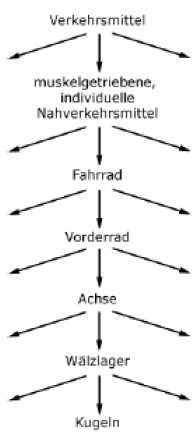 Verkehrsmittel
muskelgetriebene,
individuelle
Nahverkehrsmittel
Fahrrad
Vorderrad
Achse
Wälzlager
Kugeln